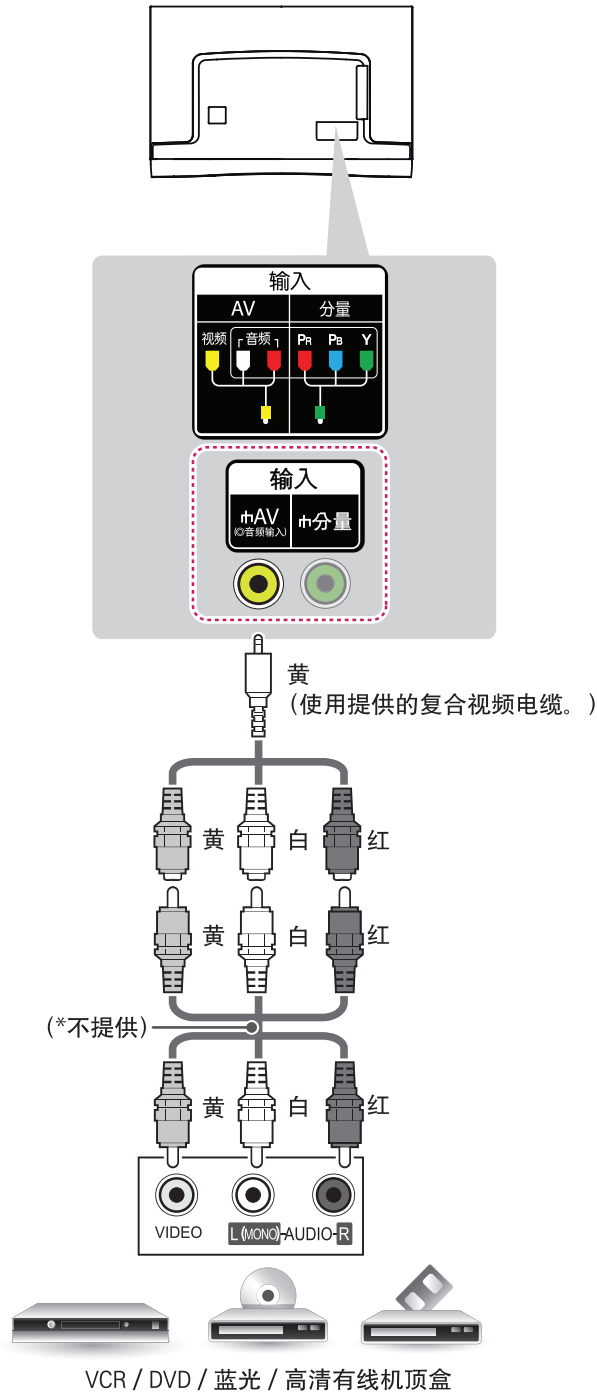 输入
AV 分量
视频 音频 PR PB Y
输入
AV 分量
(音频输入)
黄
(使用提供的复合视频电缆。)
黄 白 红
黄 白 红
(*不提供)
黄 白 红
VIDEO L(MONO)-AUDIO-R
VCR / DVD / 蓝光 / 高清有线机顶盒